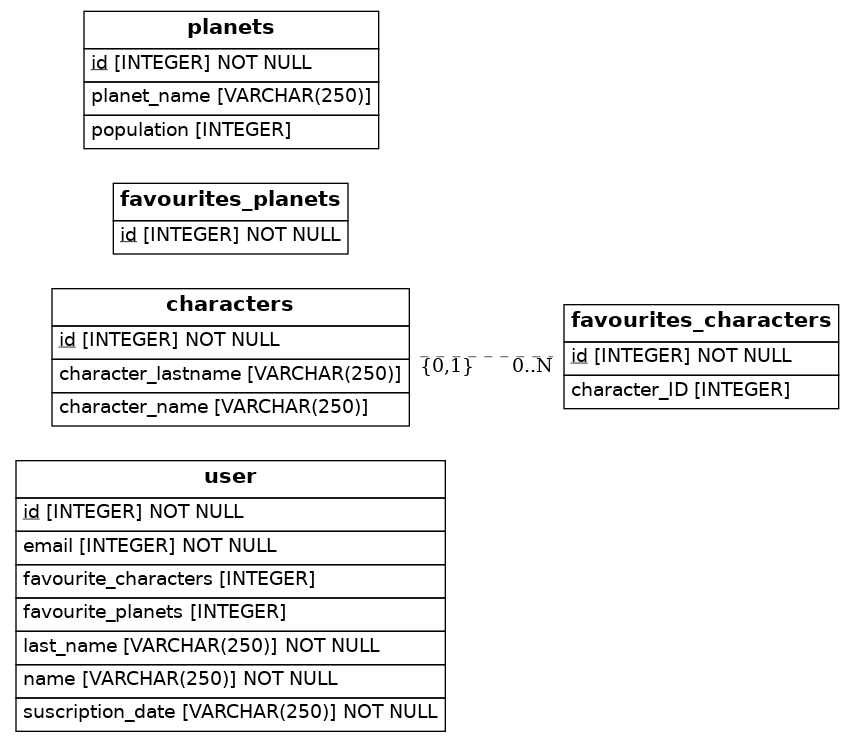 planets
id [INTEGER] NOT NULL
planet_name [VARCHAR(250)]
population [INTEGER]
favourites_planets
id [INTEGER] NOT NULL
characters
id [INTEGER] NOT NULL
character_lastname [VARCHAR(250)]
character_name [VARCHAR(250)]
{0,1} 0..N
favourites_characters
id [INTEGER] NOT NULL
character_ID [INTEGER]
user
id [INTEGER] NOT NULL
email [INTEGER] NOT NULL
favourite_characters [INTEGER]
favourite_planets [INTEGER]
last_name [VARCHAR(250)] NOT NULL
name [VARCHAR(250)] NOT NULL
suscription_date [VARCHAR(250)] NOT NULL